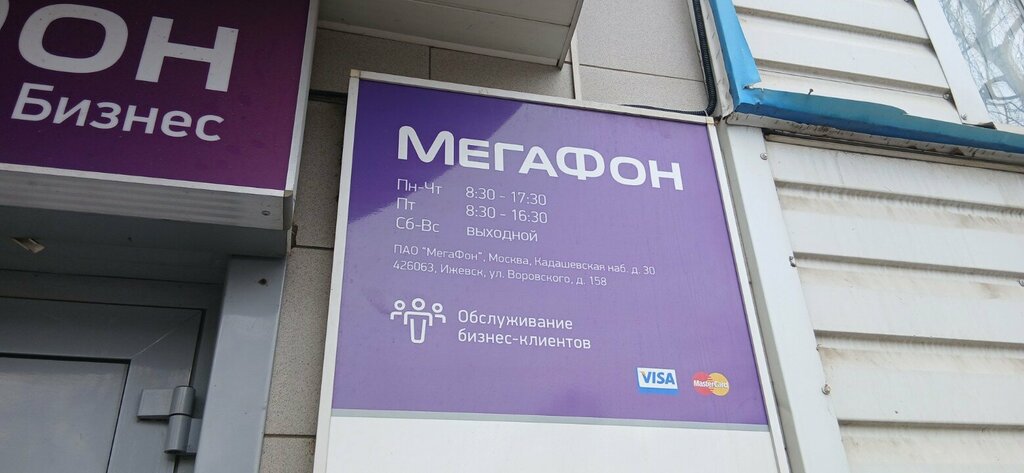 ОН
Бизнес
МЕГАФОН
Пн-Чт 8:30 - 17:30
Пт 8:30 - 16:30
Сб-Вс выходной
ПАО "МегаФон", Москва, Кадашевская наб. д. 30
426063, Ижевск, ул. Воровского, д. 158
Обслуживание
бизнес-клиентов
VISA MasterCard